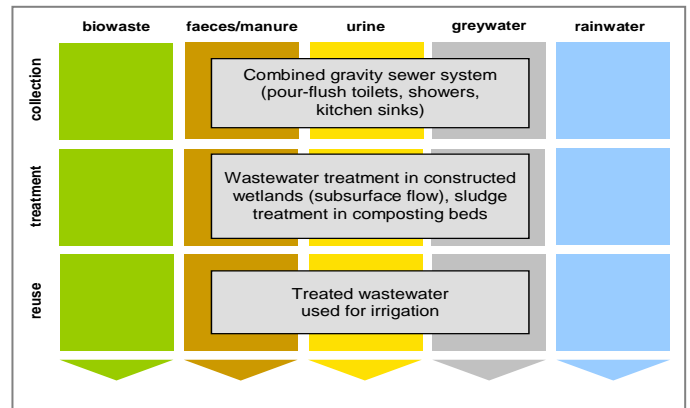 biowaste faeces/manure urine greywater rainwater
collection
Combined gravity sewer system
(pour-flush toilets, showers,
kitchen sinks)
treatment
Wastewater treatment in constructed
wetlands (subsurface flow), sludge
treatment in composting beds
reuse
Treated wastewater
used for irrigation